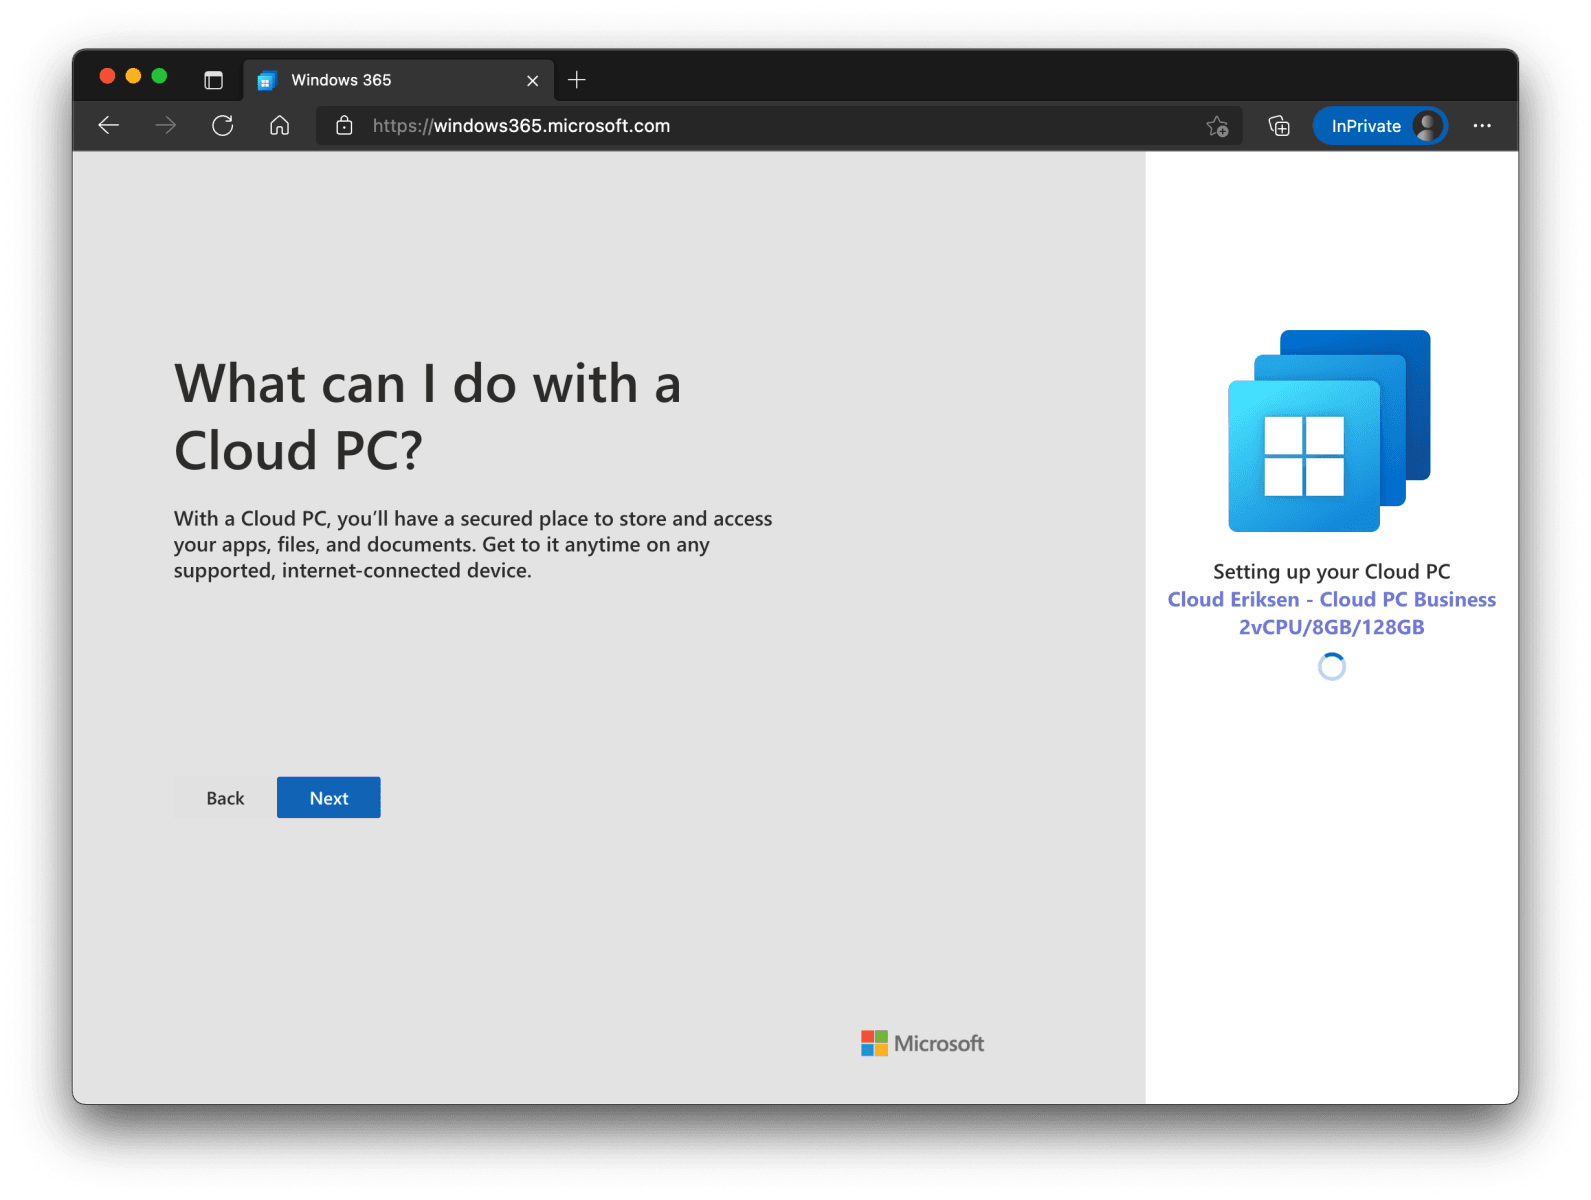 Windows 365
https://windows365.microsoft.com
InPrivate
What can I do with a
Cloud PC?
With a Cloud PC, you’ll have a secured place to store and access
your apps, files, and documents. Get to it anytime on any
supported, internet-connected device.
Back
Next
Microsoft
Setting up your Cloud PC
Cloud Eriksen - Cloud PC Business
2vCPU/8GB/128GB